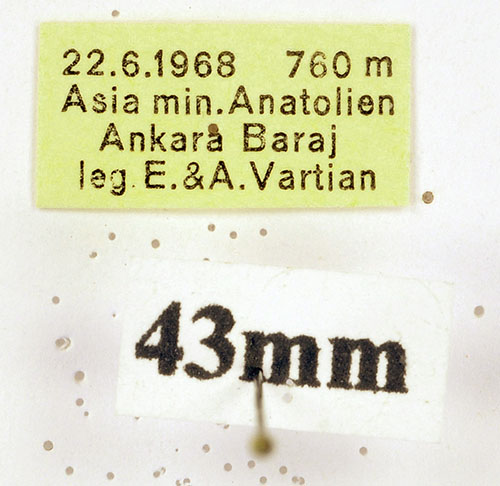 22.6.1968 760 m
Asia min.Anatolien
Ankara Baraj
leg. E.&A.Vartian
43mm